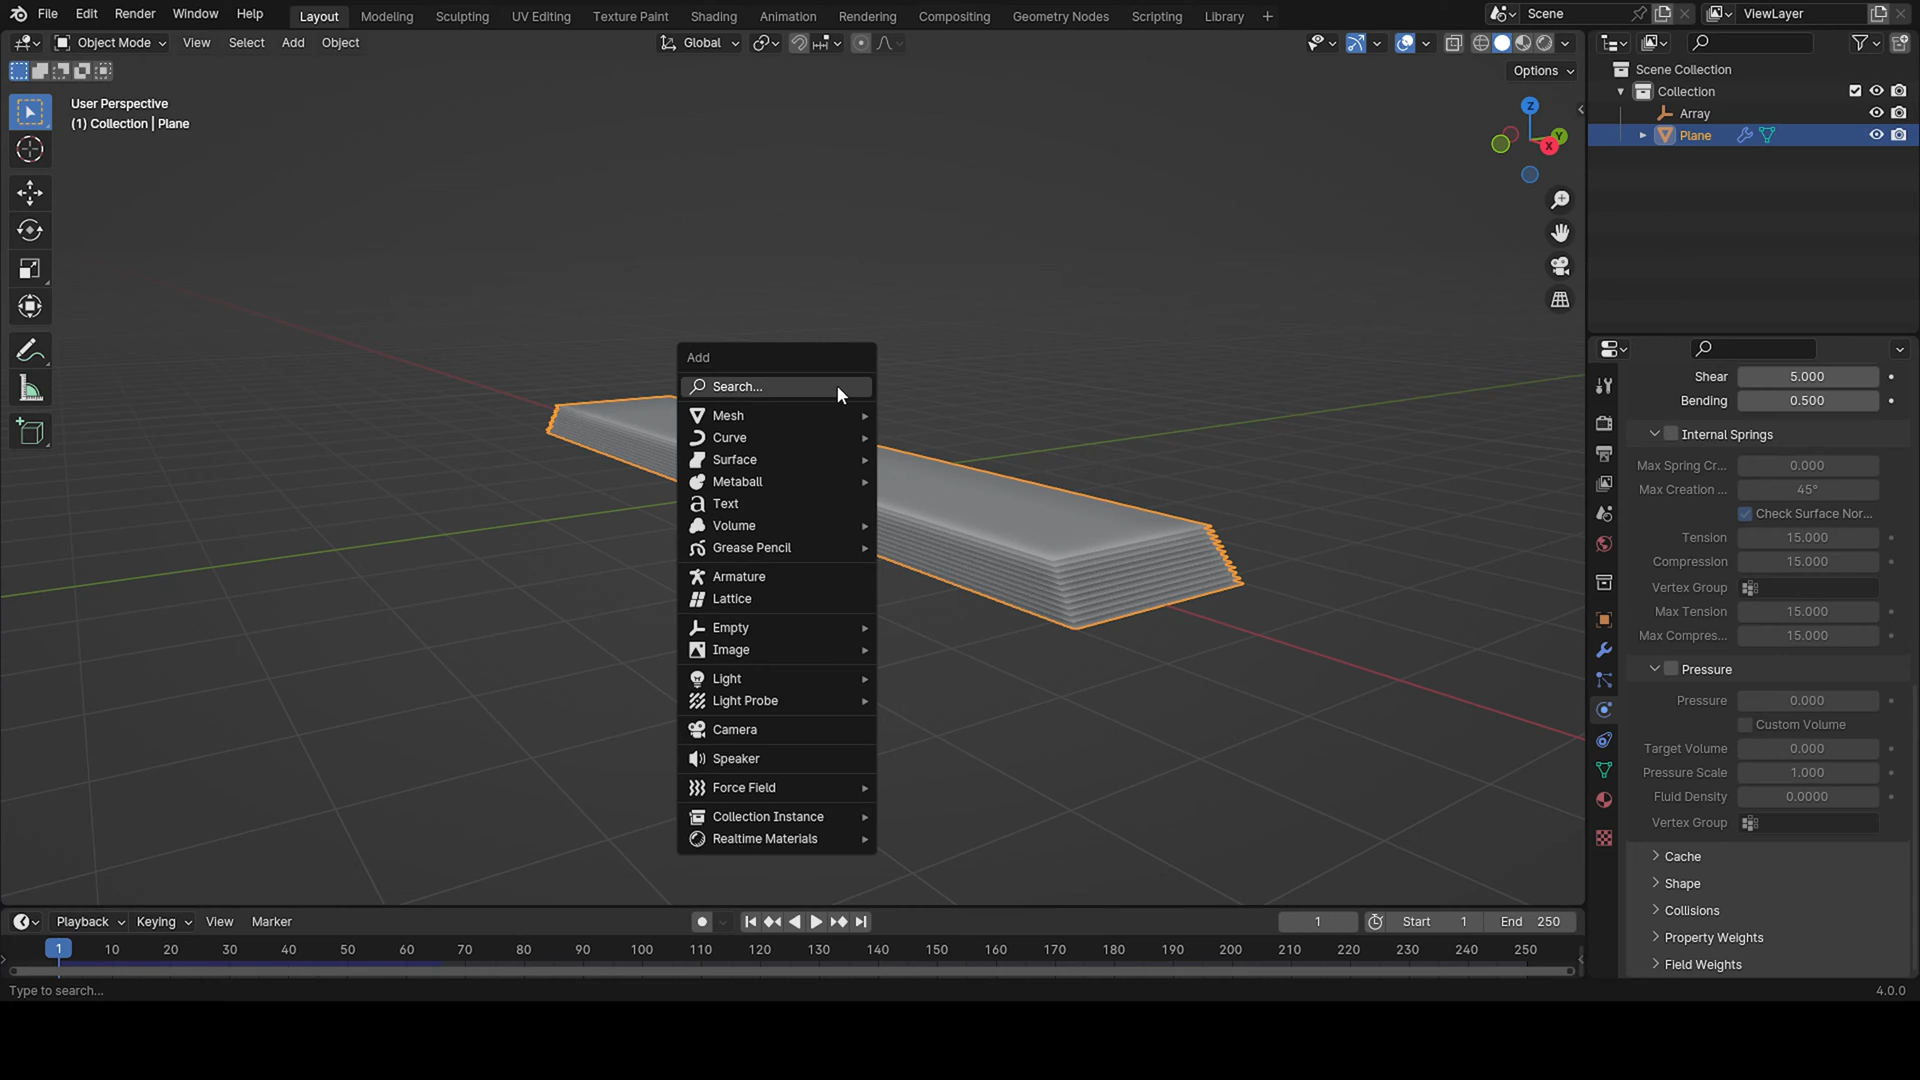 File Edit Render Window Help Layout Modeling Sculpting UV Editing Texture Paint Shading Animation Rendering Compositing Geometry Nodes Scripting Library Scene ViewLayer
Object Mode View Select Add Object Global
Options
User Perspective
(1) Collection | Plane
Z
Y
X
Scene Collection
Collection
Array
Plane
Add
Search...
Mesh
Curve
Surface
Metaball
Text
Volume
Grease Pencil
Armature
Lattice
Empty
Image
Light
Light Probe
Camera
Speaker
Force Field
Collection Instance
Realtime Materials
Shear 5.000
Bending 0.500
Internal Springs
Max Spring Cr... 0.000
Max Creation ... 45°
Check Surface Nor...
Tension 15.000
Compression 15.000
Vertex Group
Max Tension 15.000
Max Compres... 15.000
Pressure
Pressure 0.000
Custom Volume
Target Volume 0.000
Pressure Scale 1.000
Fluid Density 0.0000
Vertex Group
Cache
Shape
Collisions
Property Weights
Field Weights
Playback Keying View Marker 1 Start 1 End 250
1 10 20 30 40 50 60 70 80 90 100 110 120 130 140 150 160 170 180 190 200 210 220 230 240 250
Type to search... 4.0.0